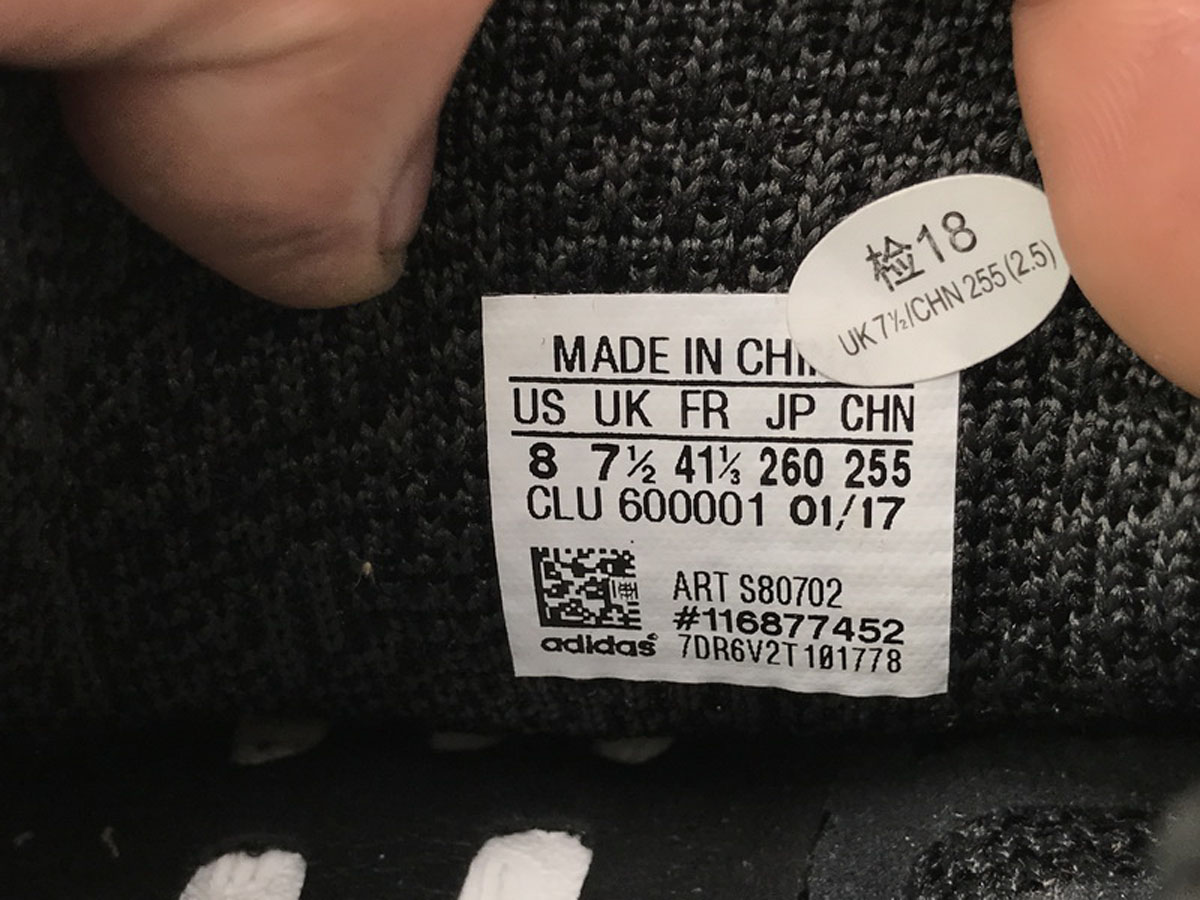 检18
UK 7½/CHN 255 (2.5)
MADE IN
US UK FR JP CHN
8 7½ 41⅓ 260 255
CLU 600001 01/17
ART S80702
#116877452
adidas 7DR6V2T101778